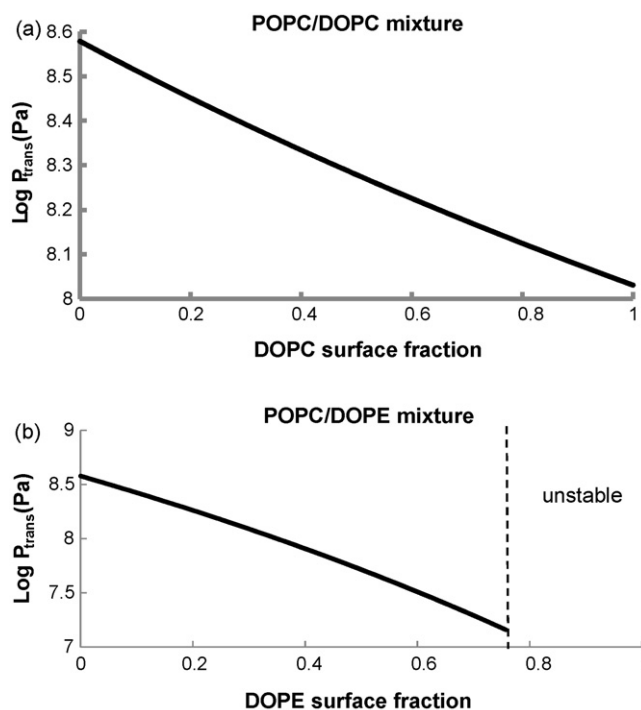 (a)
POPC/DOPC mixture
8.6
8.5
8.4
8.3
8.2
8.1
8
Log P_trans(Pa)
0 0.2 0.4 0.6 0.8 1
DOPC surface fraction
(b)
POPC/DOPE mixture
9
8.5
8
7.5
7
Log P_trans(Pa)
unstable
0 0.2 0.4 0.6 0.8
DOPE surface fraction